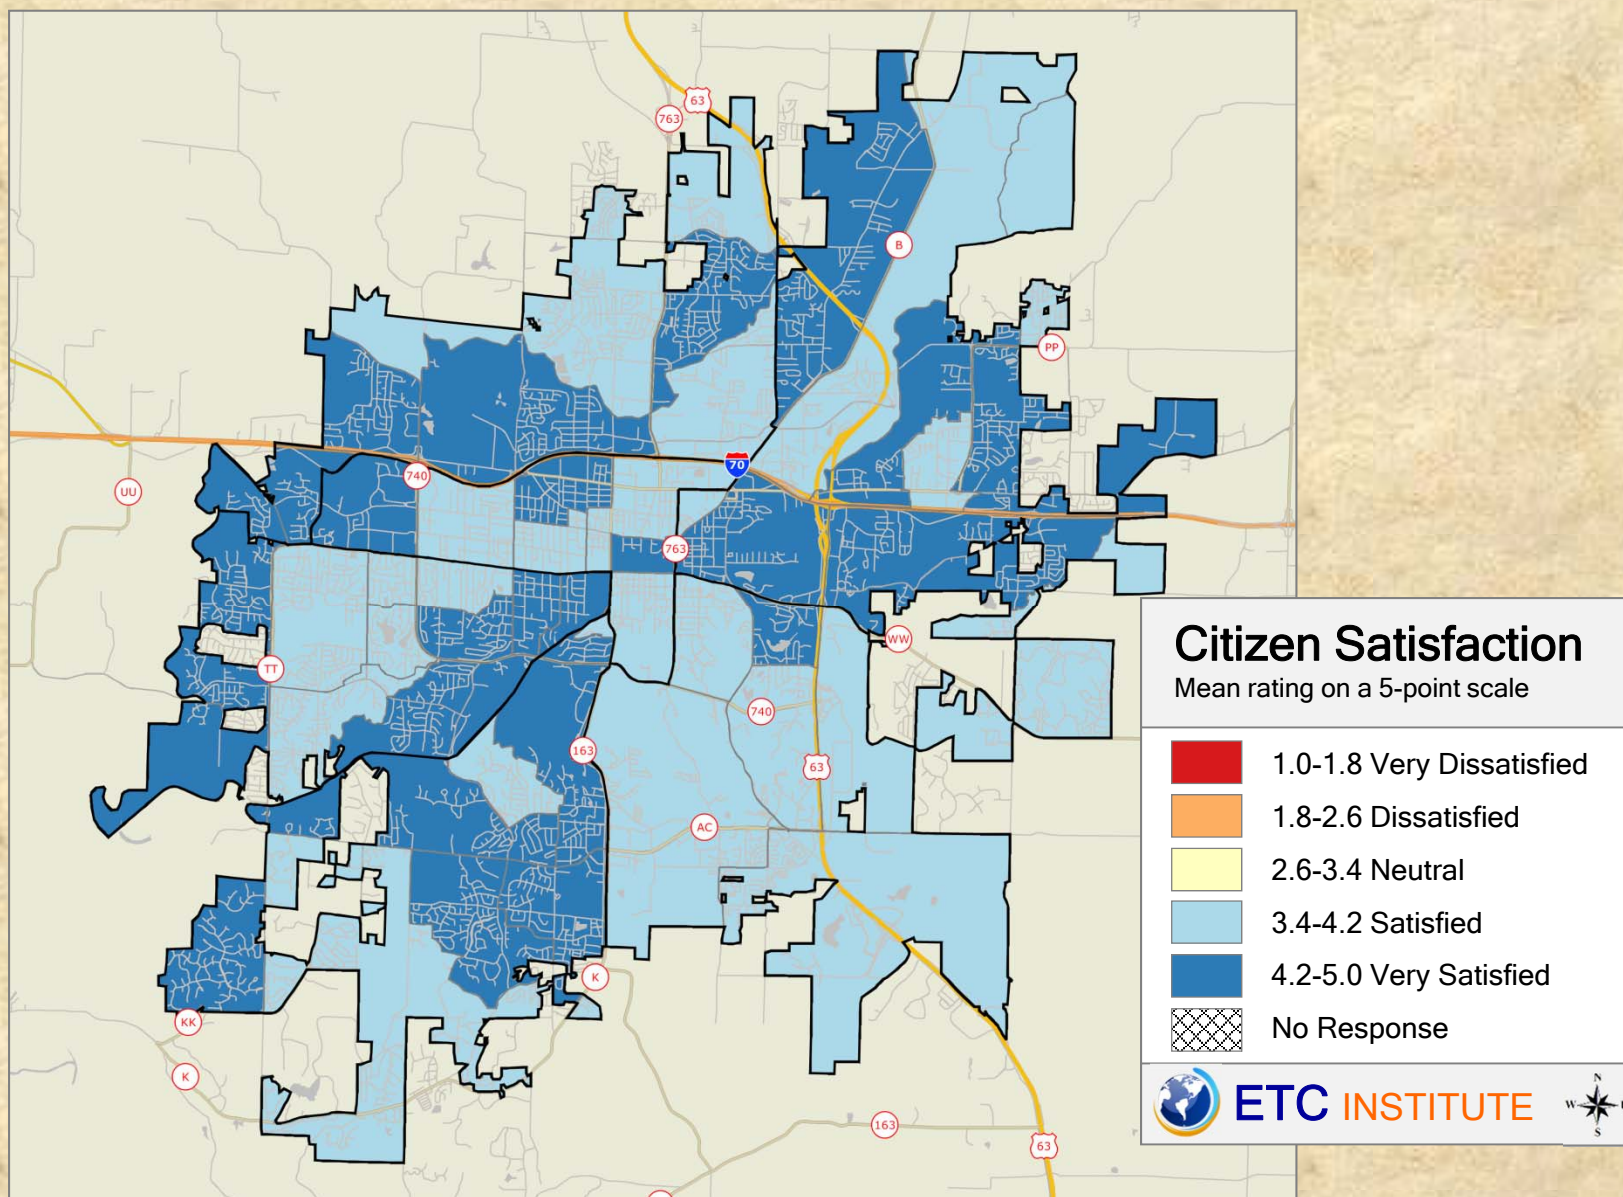 63
763
B
PP
70
740
UU
763
WW
TT
740
163
63
AC
K
KK
K
163
63
Citizen Satisfaction
Mean rating on a 5-point scale
1.0-1.8 Very Dissatisfied
1.8-2.6 Dissatisfied
2.6-3.4 Neutral
3.4-4.2 Satisfied
4.2-5.0 Very Satisfied
No Response
ETC INSTITUTE
N
W
S